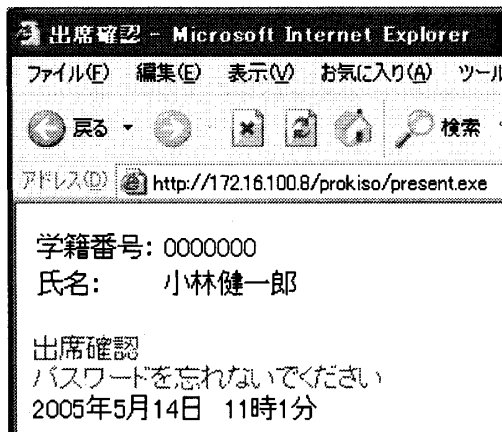 出席確認 - Microsoft Internet Explorer
ファイル(F) 編集(E) 表示(V) お気に入り(A) ツール
戻る 検索
アドレス(D) http://172.16.100.8/prokiso/present.exe
学籍番号: 0000000
氏名: 小林健一郎
出席確認
パスワードを忘れないでください
2005年5月14日 11時1分